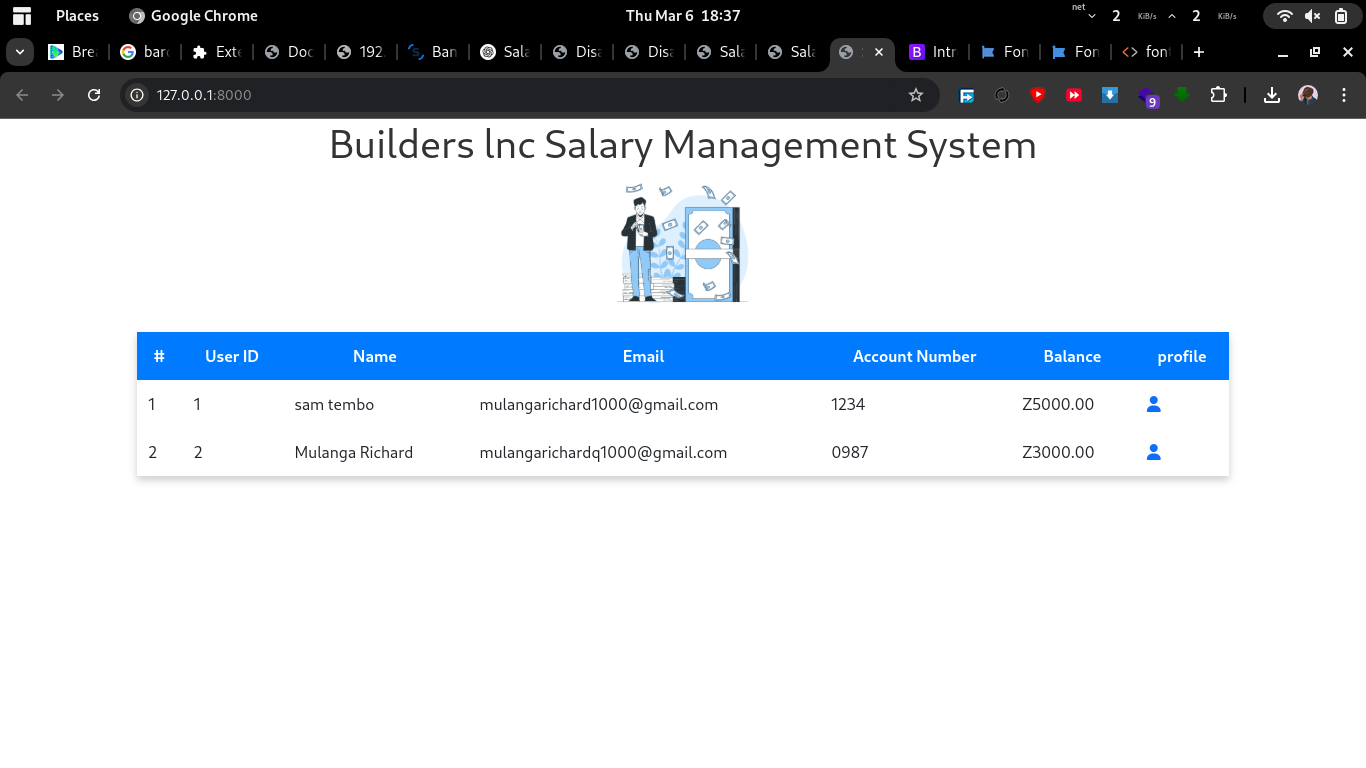 Places Google Chrome Thu Mar 6 18:37 net 2 KiB/s 2 KiB/s
Brea barc Exte Doc 192. Ban Sala Disa Disa Sala Sala Intr Fon Fon font
127.0.0.1:8000 9
Builders lnc Salary Management System
# User ID Name Email Account Number Balance profile
1 1 sam tembo mulangarichard1000@gmail.com 1234 Z5000.00
2 2 Mulanga Richard mulangarichardq1000@gmail.com 0987 Z3000.00